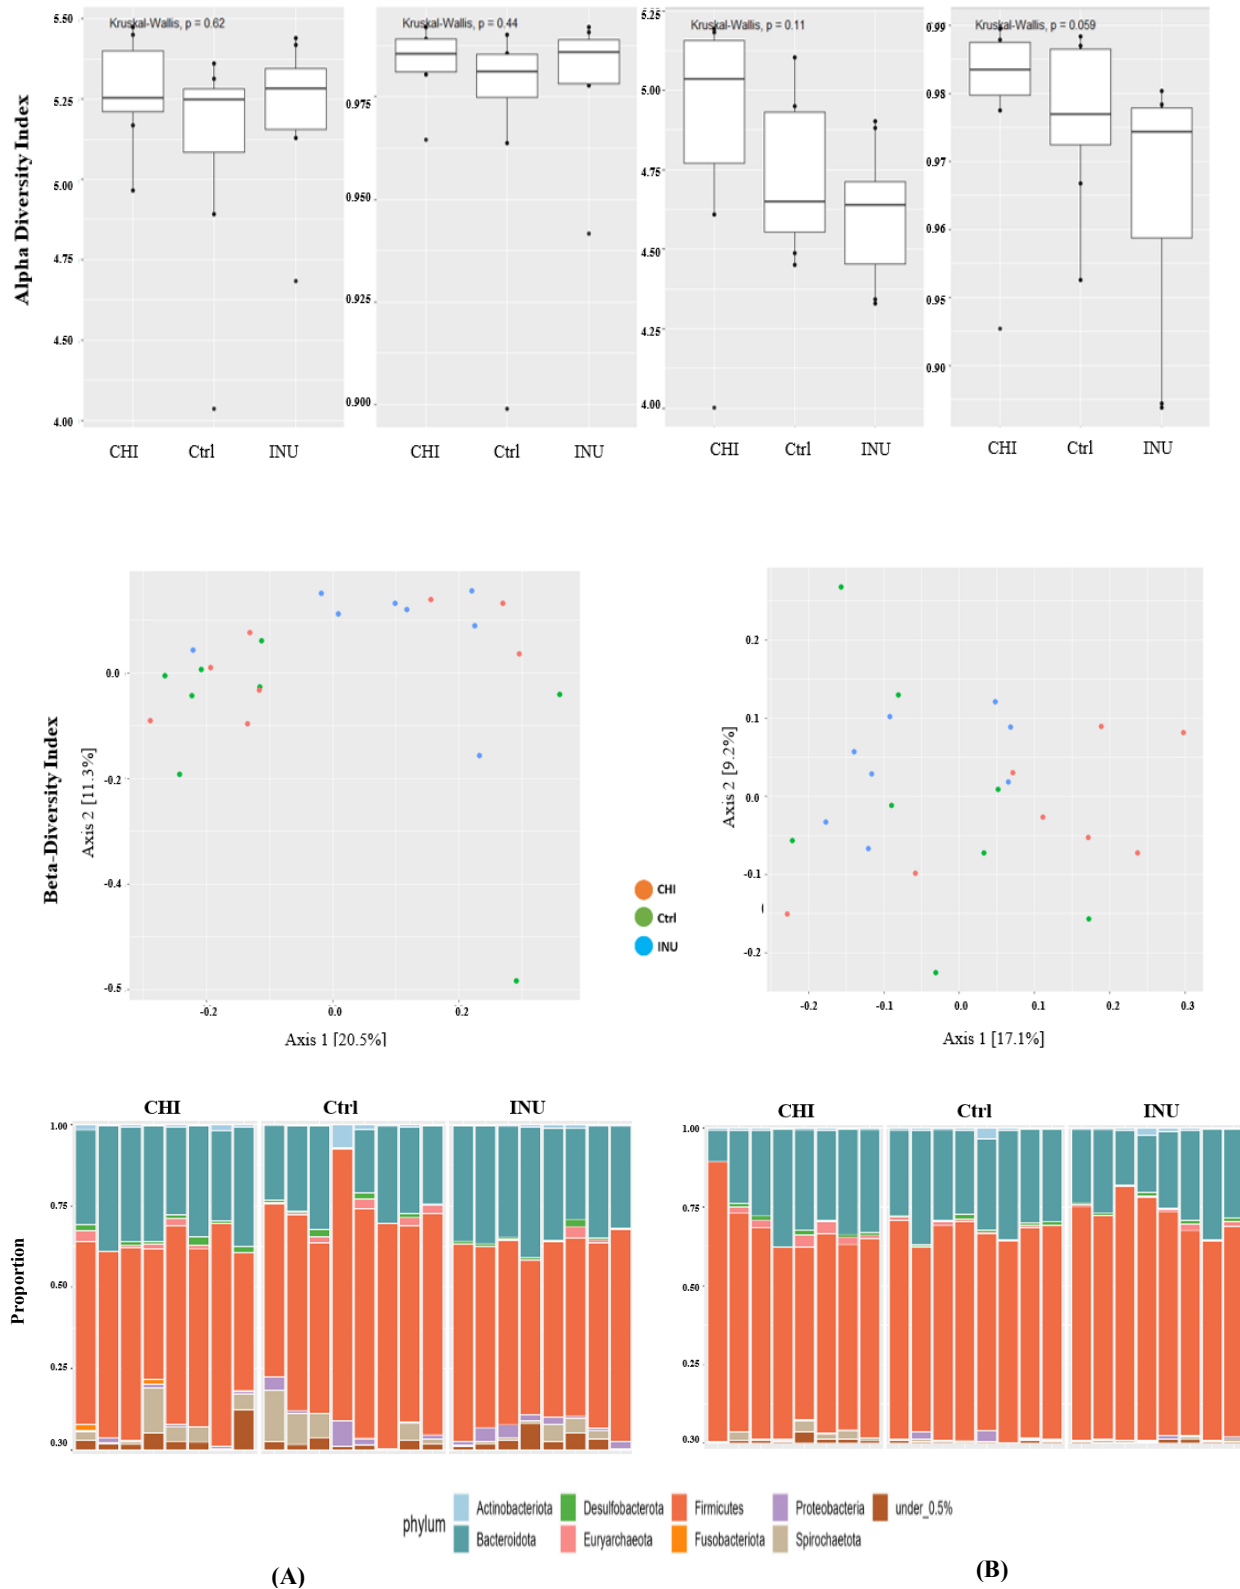 Alpha Diversity Index
Kruskal-Wallis, p = 0.62
5.50
5.25
5.00
4.75
4.50
4.00
CHI Ctrl INU
Kruskal-Wallis, p = 0.44
0.975
0.950
0.925
0.900
CHI Ctrl INU
Kruskal-Wallis, p = 0.11
5.25
5.00
4.75
4.50
4.25
4.00
CHI Ctrl INU
Kruskal-Wallis, p = 0.059
0.99
0.98
0.97
0.96
0.95
0.90
CHI Ctrl INU
Beta-Diversity Index
Axis 2 [11.3%]
0.0
-0.2
-0.4
-0.5
-0.2 0.0 0.2
Axis 1 [20.5%]
CHI
Ctrl
INU
Axis 2 [9.2%]
0.2
0.1
0.0
-0.1
-0.2
-0.2 -0.1 0.0 0.1 0.2 0.3
Axis 1 [17.1%]
Proportion
CHI Ctrl INU
1.00
0.75
0.50
0.25
0.30
CHI Ctrl INU
1.00
0.75
0.50
0.25
0.30
phylum
Actinobacteriota Desulfobacterota Firmicutes Proteobacteria under_0.5%
Bacteroidota Euryarchaeota Fusobacteriota Spirochaetota
(A) (B)